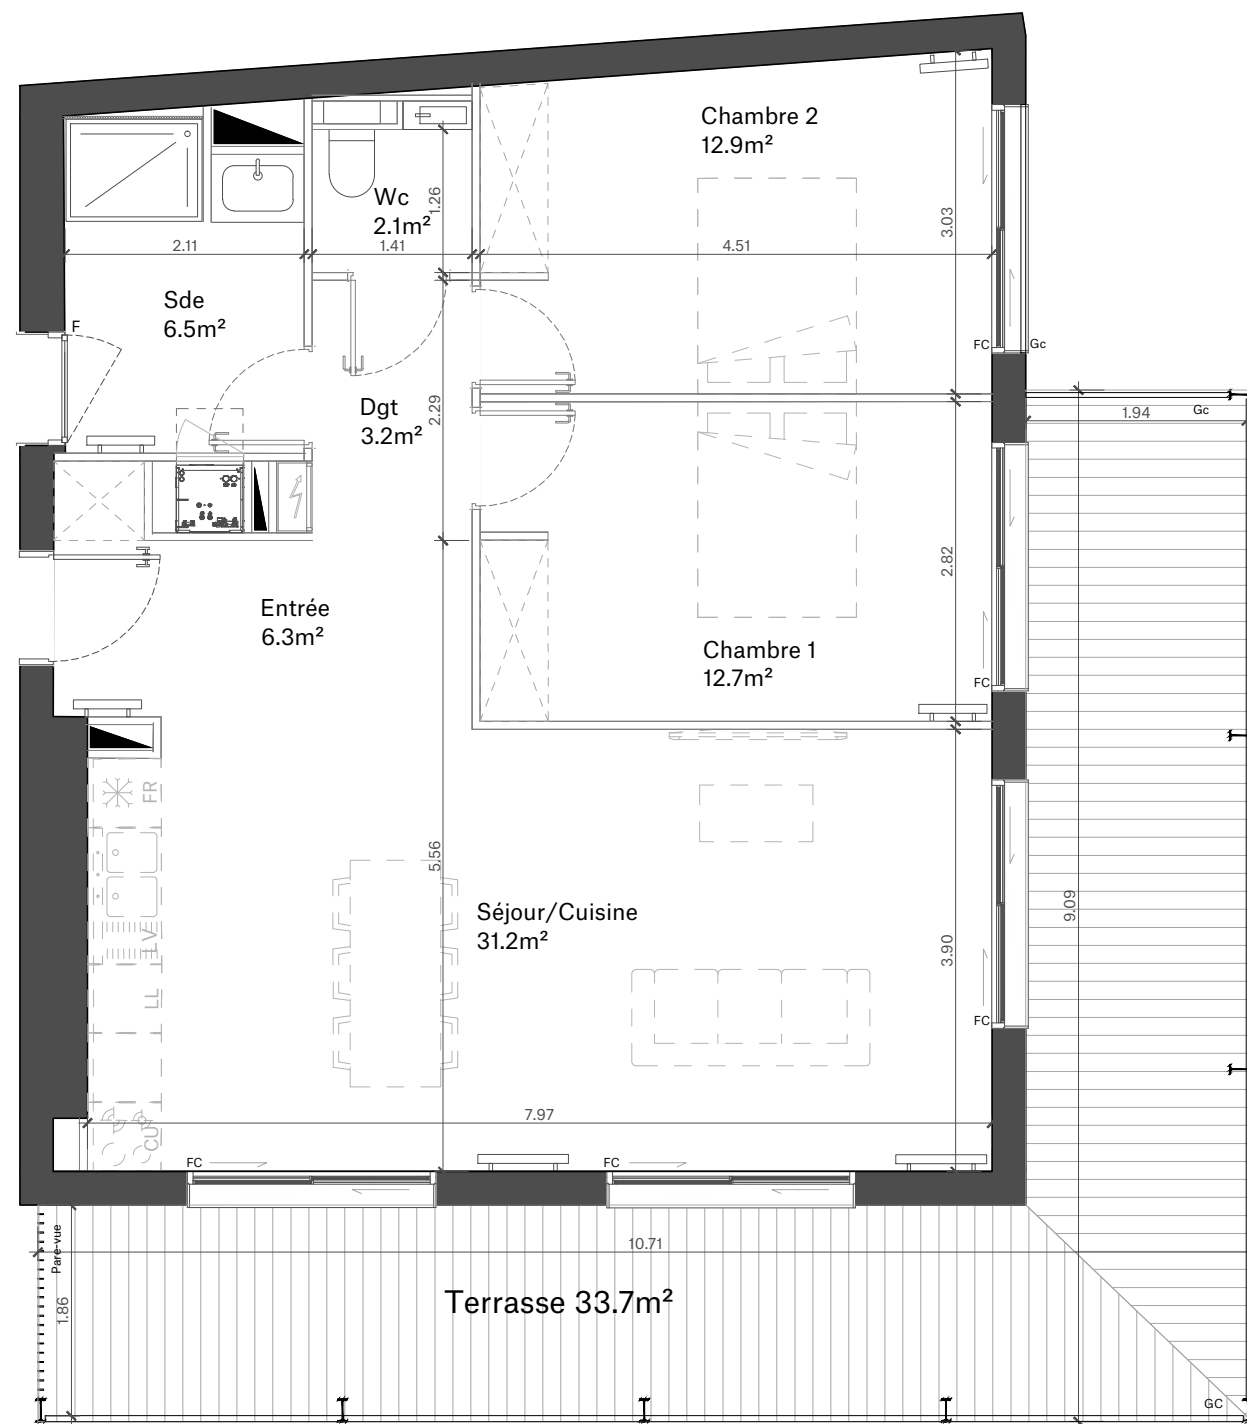 Chambre 2
12.9m²
Wc
2.1m²
1.26
3.03
2.11
1.41
4.51
Sde
6.5m²
F
FC
Gc
Dgt
3.2m²
2.29
1.94
Gc
2.82
Entrée
6.3m²
Chambre 1
12.7m²
FC
FR
5.56
Séjour/Cuisine
31.2m²
9.09
3.90
LV
LL
FC
7.97
CU
FC
FC
Pare-vue
10.71
1.86
Terrasse 33.7m²
GC